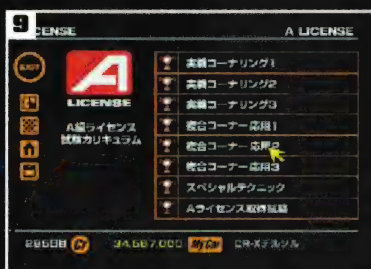 9
CENSE
A LICENSE
EXIT
A
LICENSE
A級ライセンス
試験カリキュラム
実戦コーナリング1
実戦コーナリング2
実戦コーナリング3
複合コーナー応用1
複合コーナー応用2
複合コーナー応用3
スペシャルテクニック
Aライセンス取得試験
Cr
34,567,000
My Car
CR-Xデルソル